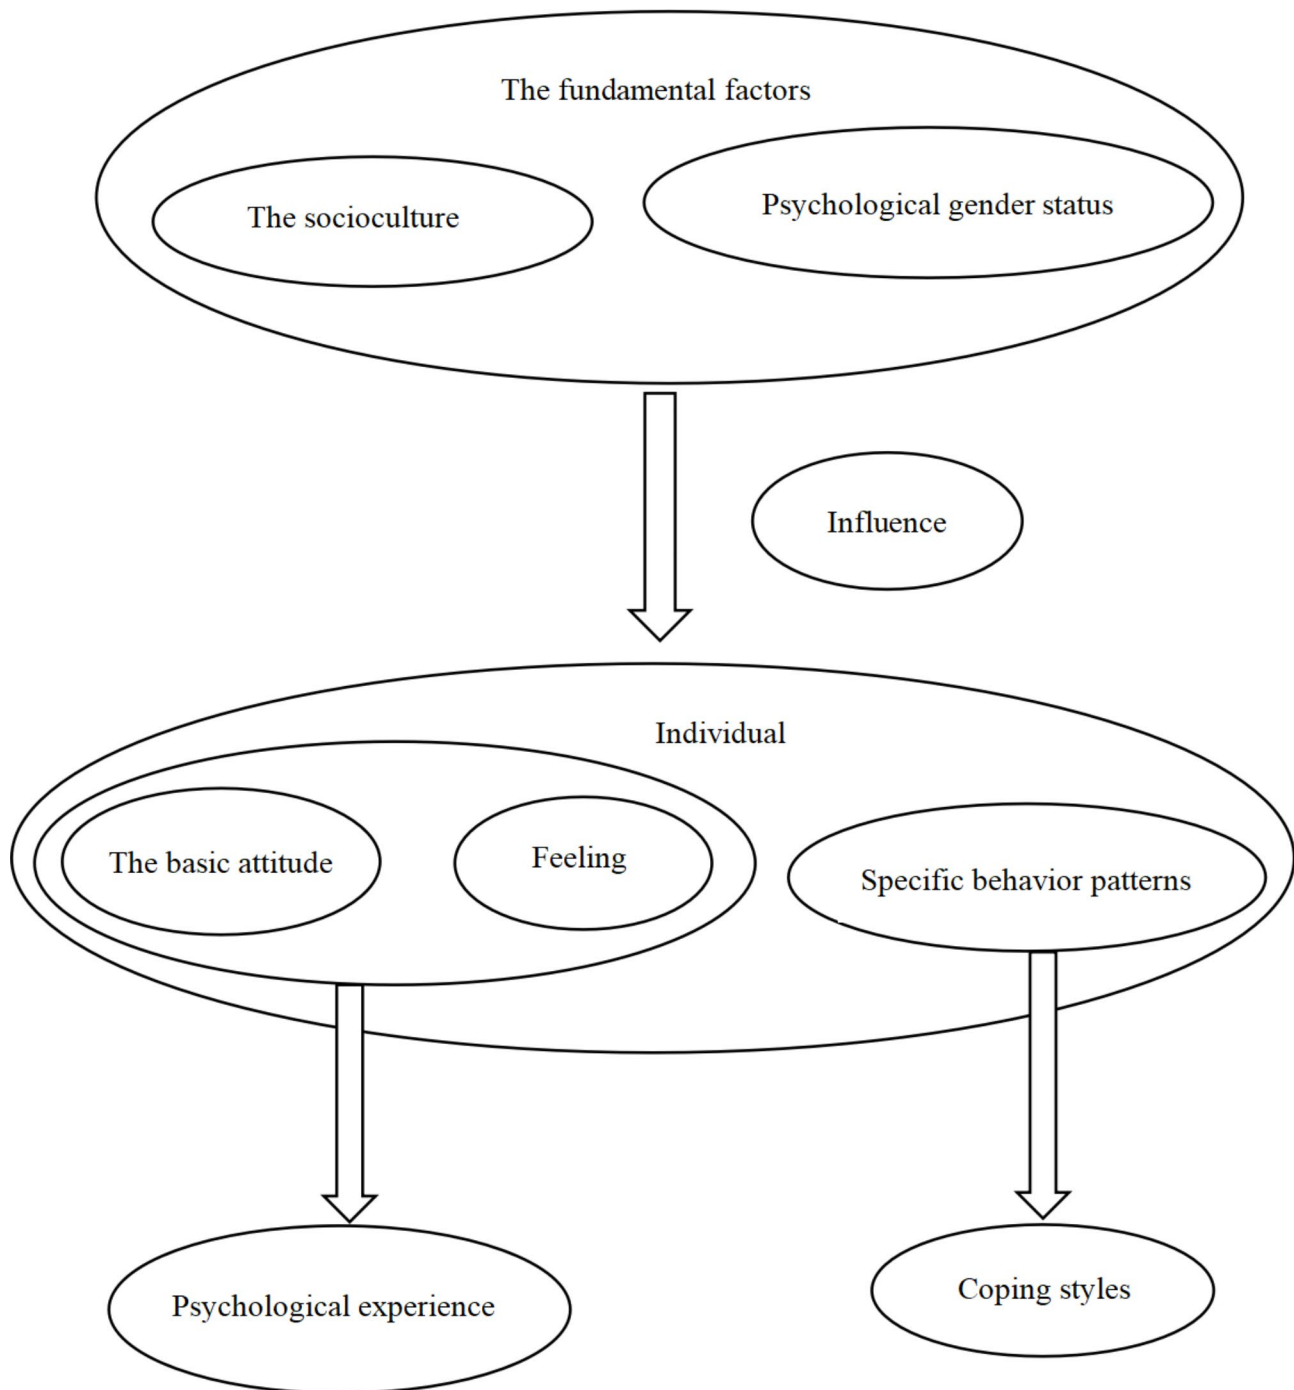 The fundamental factors
The socioculture
Psychological gender status
Influence
Individual
The basic attitude
Feeling
Specific behavior patterns
Psychological experience
Coping styles